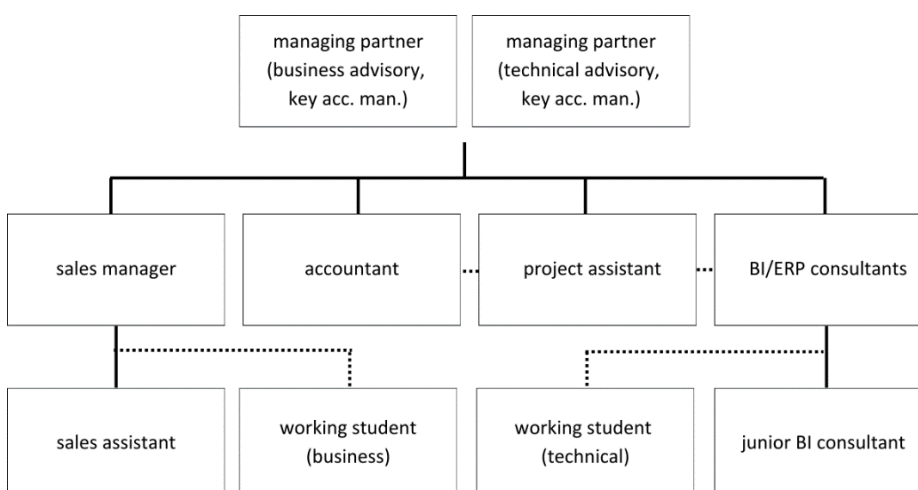 managing partner
(business advisory,
key acc. man.)
managing partner
(technical advisory,
key acc. man.)
sales manager
accountant
project assistant
BI/ERP consultants
sales assistant
working student
(business)
working student
(technical)
junior BI consultant